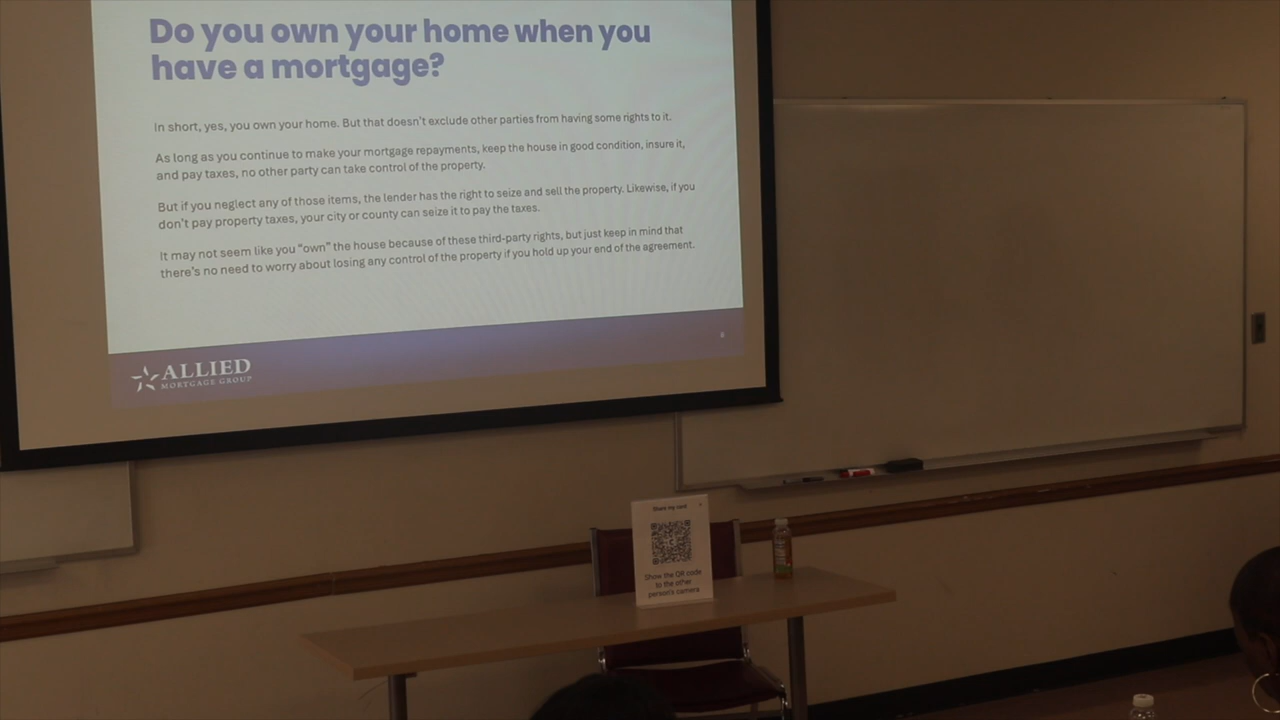 Do you own your home when you
have a mortgage?
In short, yes, you own your home. But that doesn't exclude other parties from having some rights to it.
As long as you continue to make your mortgage repayments, keep the house in good condition, insure it,
and pay taxes, no other party can take control of the property.
But if you neglect any of those items, the lender has the right to seize and sell the property. Likewise, if you
don't pay property taxes, your city or county can seize it to pay the taxes.
It may not seem like you “own” the house because of these third-party rights, but just keep in mind that
there's no need to worry about losing any control of the property if you hold up your end of the agreement.
ALLIED
MORTGAGE GROUP
Share my card
Show the QR code
to the other
person's camera